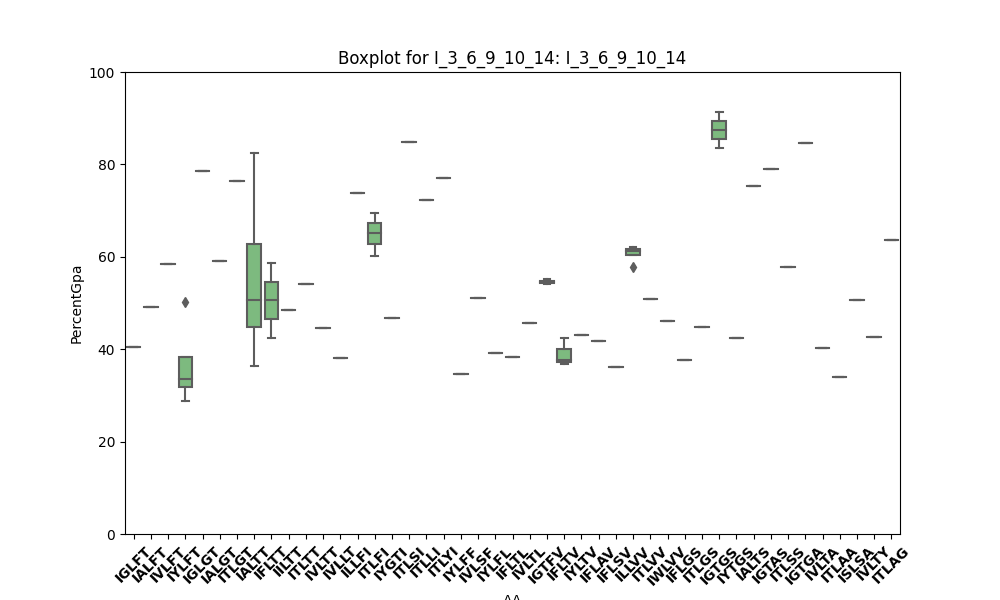 Boxplot for I_3_6_9_10_14: I_3_6_9_10_14
PercentGpa
100
80
60
40
20
0
IGLFT
IALFT
IVLFT
IYLFT
IGLGT
IALGT
ITLGT
IALTT
IFLTT
IILTT
ITLTT
IVLTT
IVLLT
ILLFI
ITLFI
IYGTI
ITLSI
ITLLI
ITLYI
IYLFF
IVLSF
IYLFL
IFLTL
IVLTL
IGTFV
IFLTV
IYLTV
IFLAV
IFLSV
ILLVV
ITLVV
IWLVV
IFLGS
ITLGS
IGTGS
IYTGS
IALTS
IGTAS
ITLSS
IGTGA
IVLTA
ITLAA
ISLSA
IVLTY
ITLAG